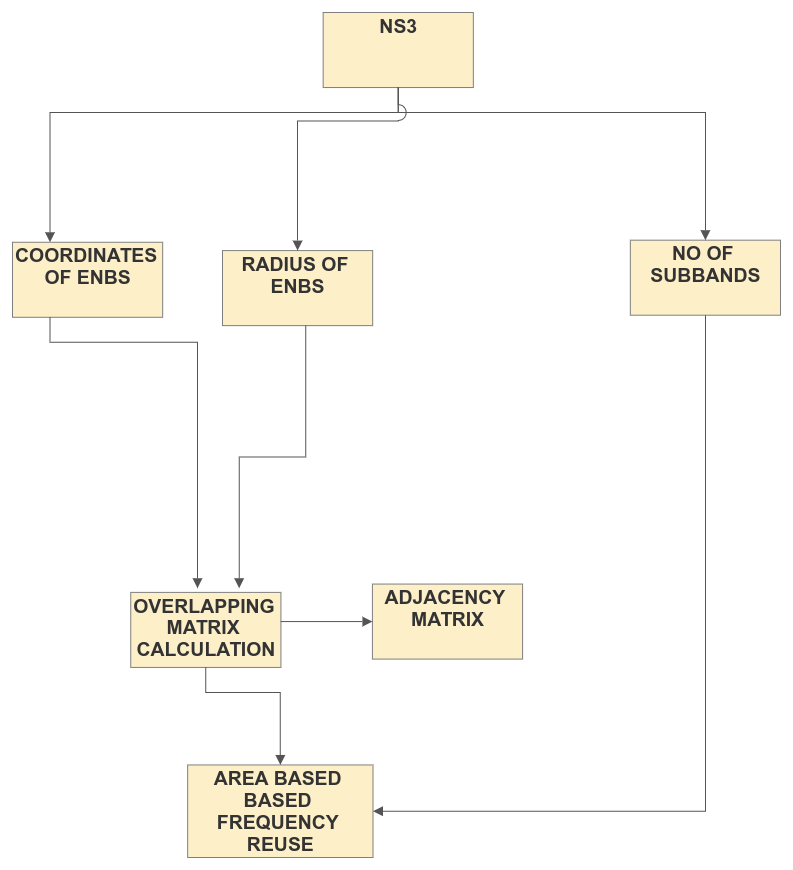 NS3
COORDINATES
OF ENBS
RADIUS OF
ENBS
NO OF
SUBBANDS
OVERLAPPING
MATRIX
CALCULATION
ADJACENCY
MATRIX
AREA BASED
BASED
FREQUENCY
REUSE